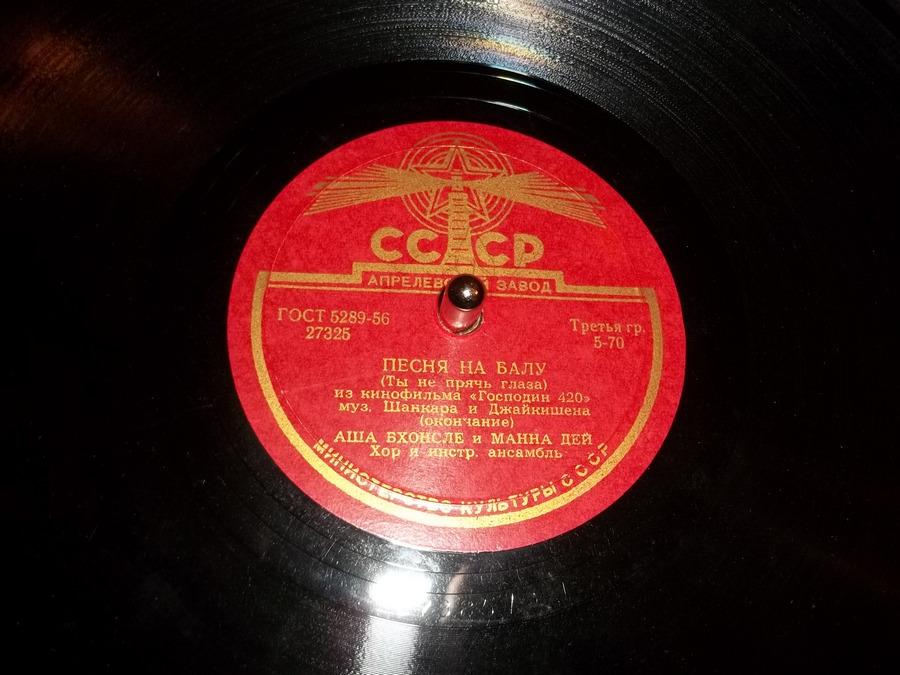 СССР
АПРЕЛЕВСКИЙ ЗАВОД
ГОСТ 5289-56
27325
Третья гр.
5-70
ПЕСНЯ НА БАЛУ
(Ты не прячь глаза)
из кинофильма «Господин 420»
муз. Шанкара и Джайкишена
(окончание)
АША БХОНСЛЕ и МАННА ДЕЙ
Хор и инстр. ансамбль
МИНИСТЕРСТВО КУЛЬТУРЫ СССР